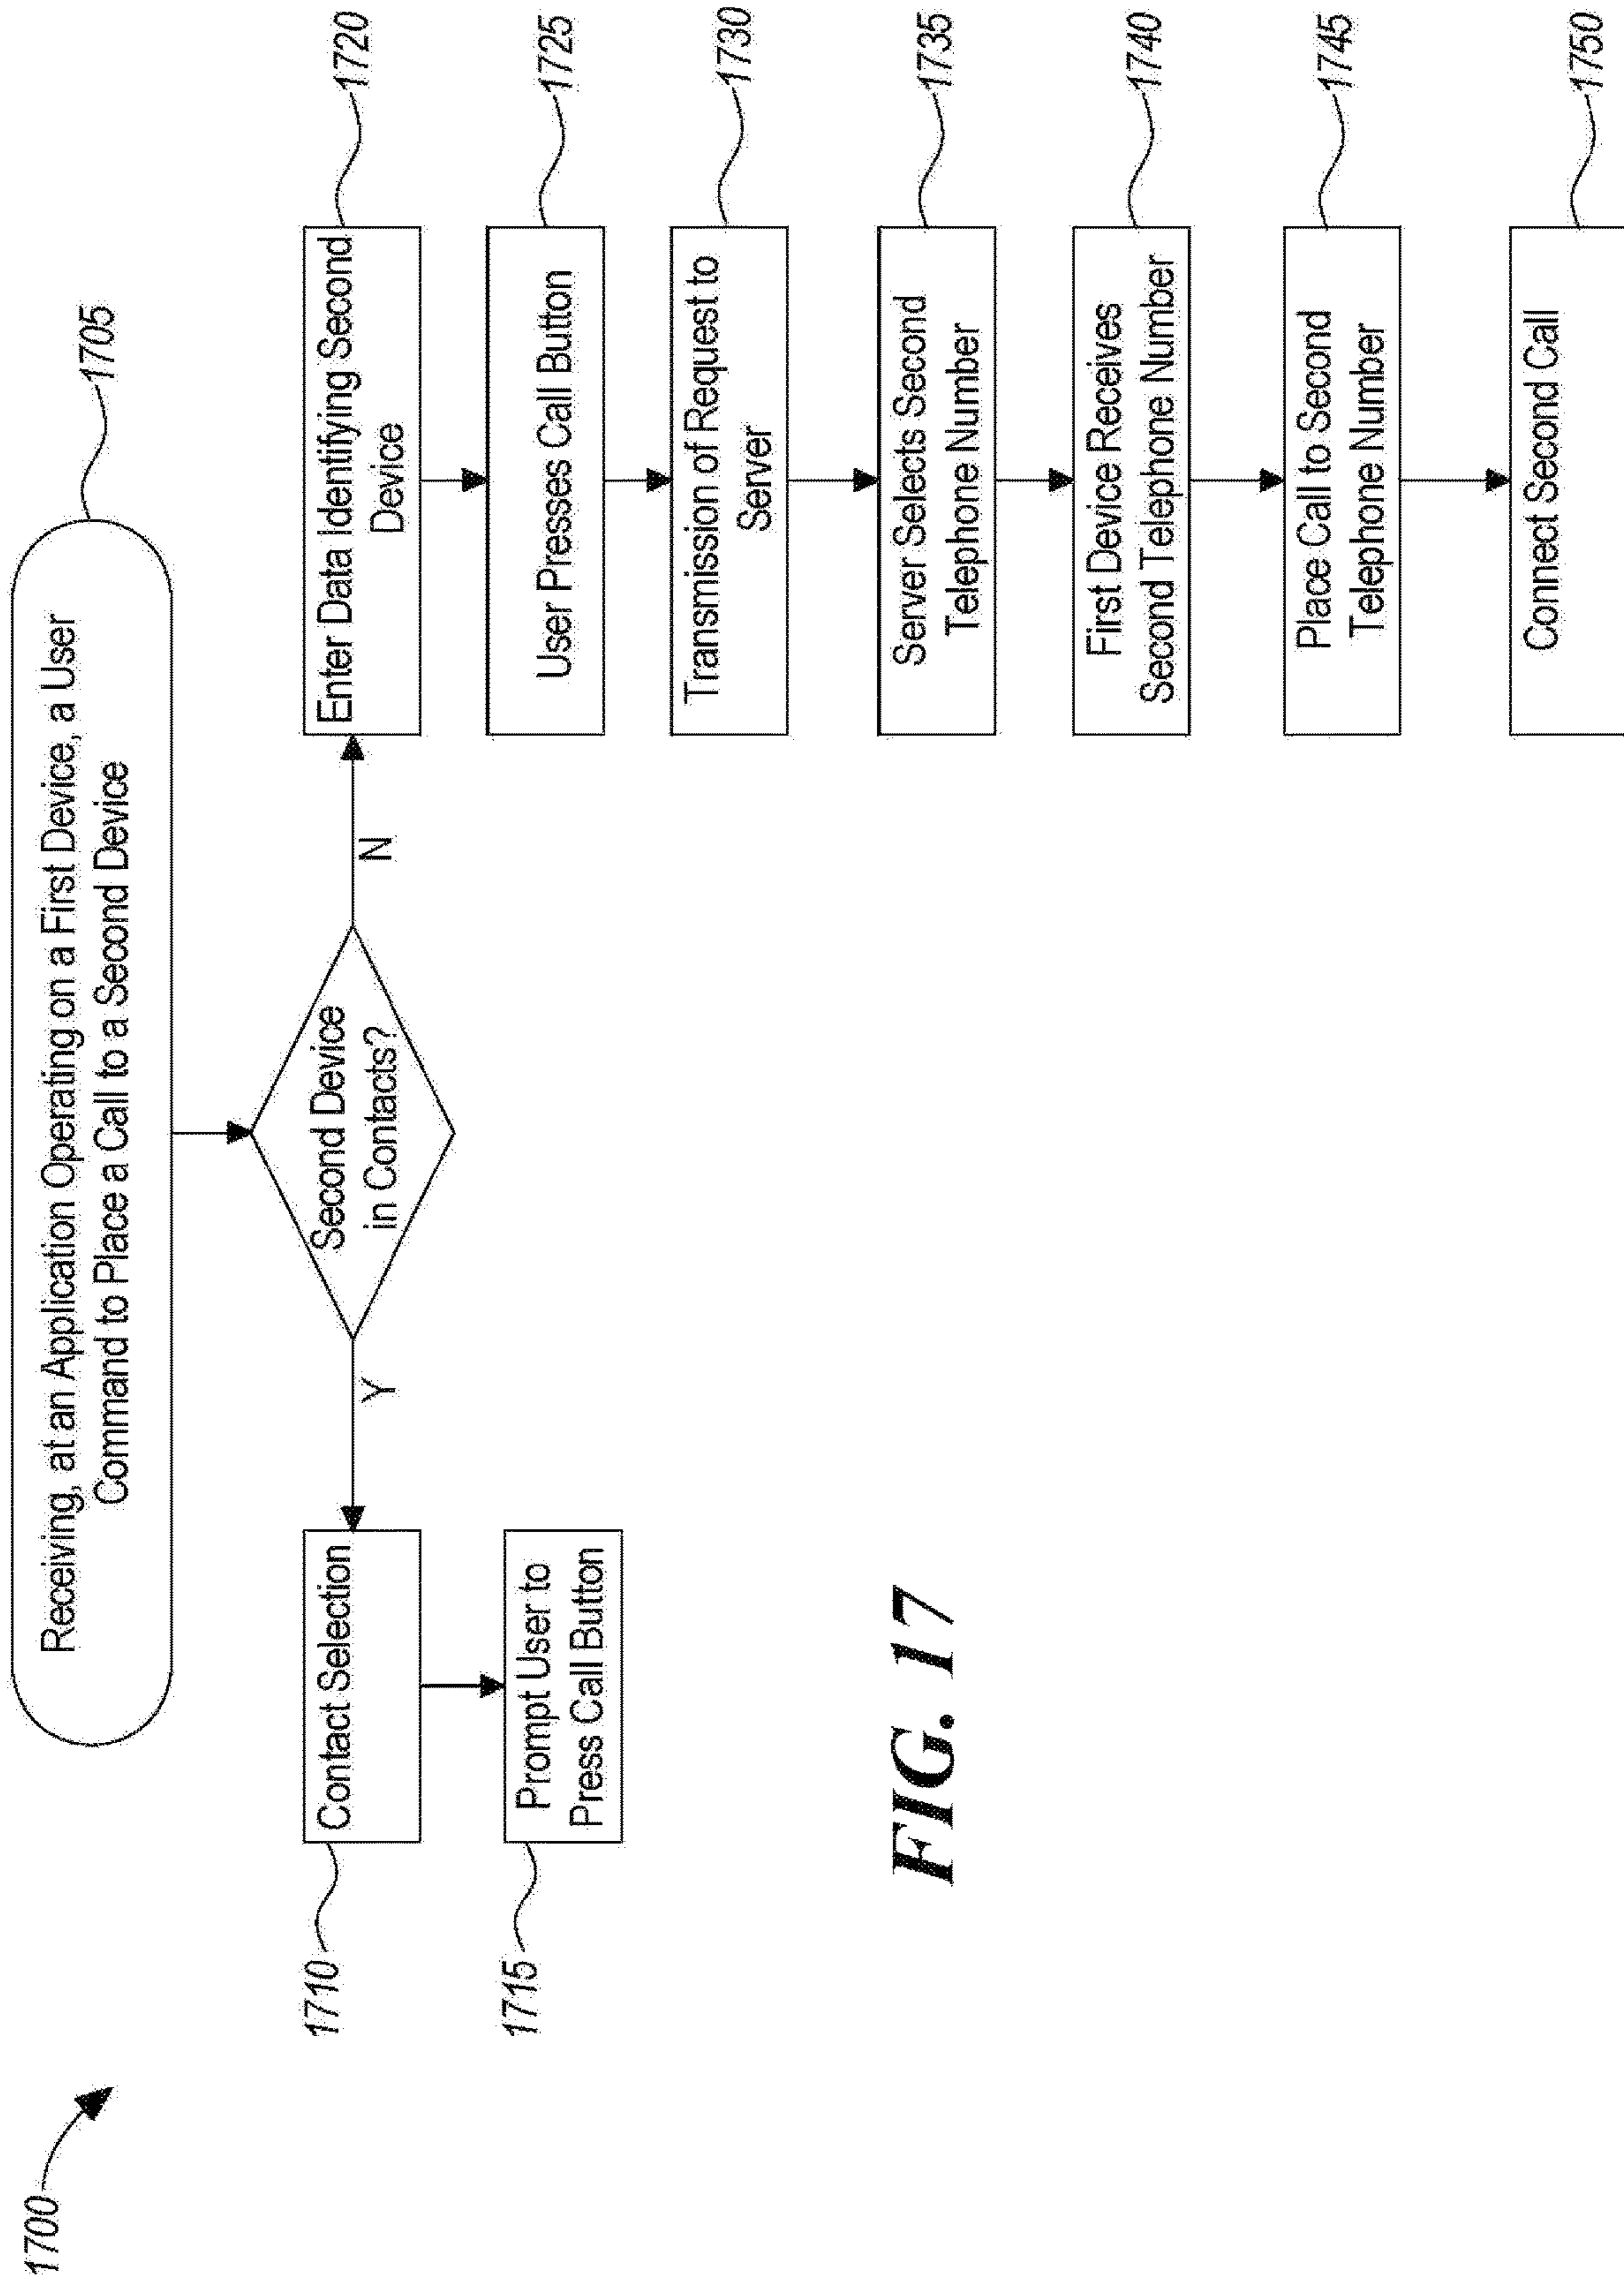 1700
Receiving, at an Application Operating on a First Device, a User
Command to Place a Call to a Second Device
1705
Second Device
in Contacts?
Y
N
1710
Contact Selection
1715
Prompt User to
Press Call Button
Enter Data Identifying Second
Device
1720
User Presses Call Button
1725
Transmission of Request to
Server
1730
Server Selects Second
Telephone Number
1735
First Device Receives
Second Telephone Number
1740
Place Call to Second
Telephone Number
1745
Connect Second Call
1750
FIG. 17